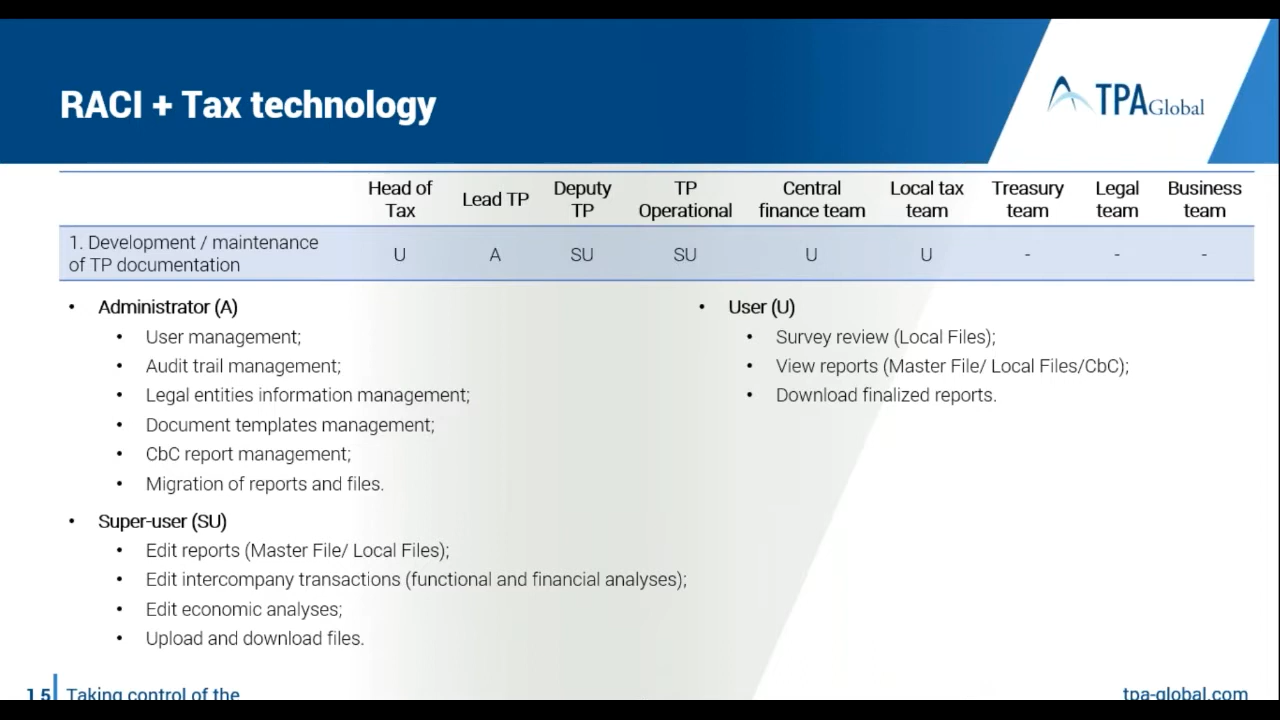 RACI + Tax technology
TPA Global
Head of Tax
Lead TP
Deputy TP
TP Operational
Central finance team
Local tax team
Treasury team
Legal team
Business team
1. Development / maintenance
of TP documentation
U A SU SU U U - - -
• Administrator (A)
• User management;
• Audit trail management;
• Legal entities information management;
• Document templates management;
• CbC report management;
• Migration of reports and files.
• Super-user (SU)
• Edit reports (Master File/ Local Files);
• Edit intercompany transactions (functional and financial analyses);
• Edit economic analyses;
• Upload and download files.
• User (U)
• Survey review (Local Files);
• View reports (Master File/ Local Files/CbC);
• Download finalized reports.
15 Taking control of the
tpa-global.com